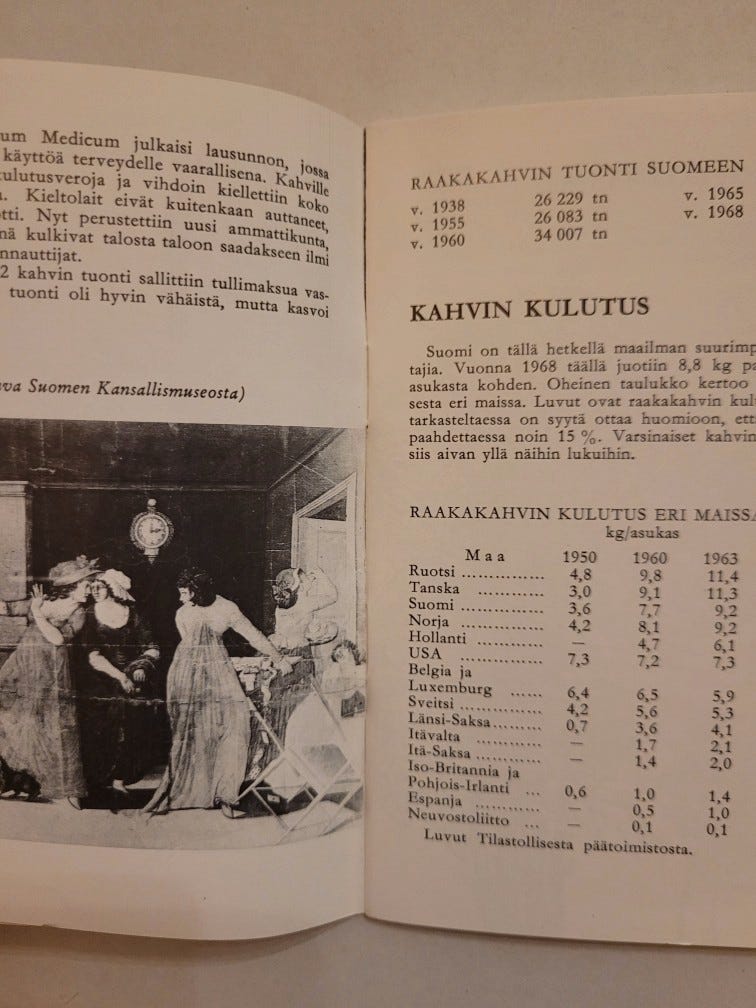 um Medicum julkaisi lausunnon, jossa
käyttöä terveydelle vaarallisena. Kahville
ulutusveroja ja vihdoin kiellettiin koko
Kieltolait eivät kuitenkaan auttaneet,
otti. Nyt perustettiin uusi ammattikunta,
nä kulkivat talosta taloon saadakseen ilmi
nnauttijat.
2 kahvin tuonti sallittiin tullimaksua vas-
tuonti oli hyvin vähäistä, mutta kasvoi
va Suomen Kansallismuseosta)
RAAKAKAHVIN TUONTI SUOMEEN
v. 1938 26 229 tn v. 1965
v. 1955 26 083 tn v. 1968
v. 1960 34 007 tn
KAHVIN KULUTUS
Suomi on tällä hetkellä maailman suurimp
tajia. Vuonna 1968 täällä juotiin 8,8 kg pa
asukasta kohden. Oheinen taulukko kertoo
sesta eri maissa. Luvut ovat raakakahvin kul
tarkasteltaessa on syytä ottaa huomioon, ett
paahdettaessa noin 15 %. Varsinaiset kahvin
siis aivan yllä näihin lukuihin.
RAAKAKAHVIN KULUTUS ERI MAISSA
kg/asukas
Maa 1950 1960 1963
Ruotsi ............... 4,8 9,8 11,4
Tanska ............ 3,0 9,1 11,3
Suomi ............... 3,6 7,7 9,2
Norja ............... 4,2 8,1 9,2
Hollanti ............ — 4,7 6,1
USA ............... 7,3 7,2 7,3
Belgia ja
Luxemburg ...... 6,4 6,5 5,9
Sveitsi ............... 4,2 5,6 5,3
Länsi-Saksa......... 0,7 3,6 4,1
Itävalta ............ — 1,7 2,1
Itä-Saksa ............ — 1,4 2,0
Iso-Britannia ja
Pohjois-Irlanti ... 0,6 1,0 1,4
Espanja ............ — 0,5 1,0
Neuvostoliitto ... — 0,1 0,1
Luvut Tilastollisesta päätoimistosta.